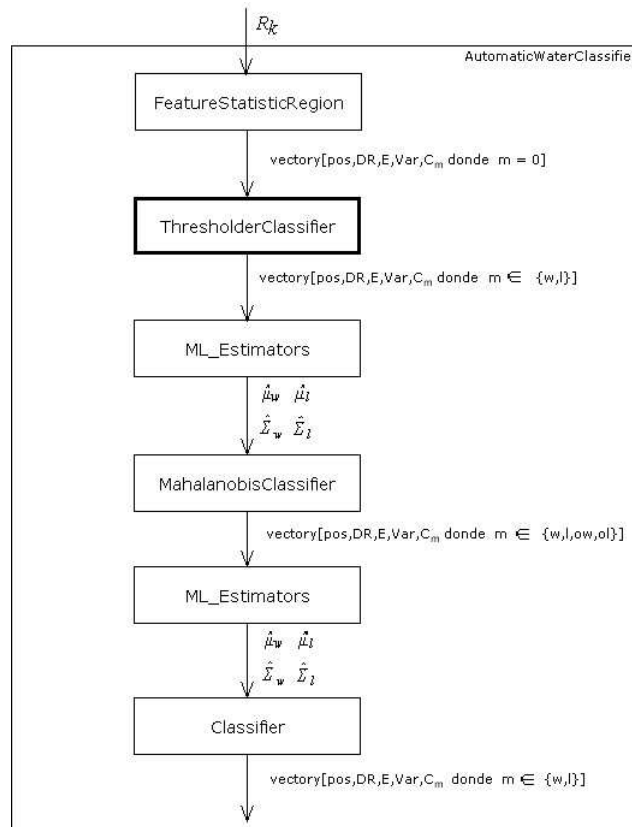 R_k
AutomaticWaterClassifie
FeatureStatisticRegion
vectory[pos,DR,E,Var,C_m donde m = 0]
ThresholderClassifier
vectory[pos,DR,E,Var,C_m donde m ∈ {w,l}]
ML_Estimators
μ̂_w μ̂_l
Σ̂_w Σ̂_l
MahalanobisClassifier
vectory[pos,DR,E,Var,C_m donde m ∈ {w,l,ow,ol}]
ML_Estimators
μ̂_w μ̂_l
Σ̂_w Σ̂_l
Classifier
vectory[pos,DR,E,Var,C_m donde m ∈ {w,l}]